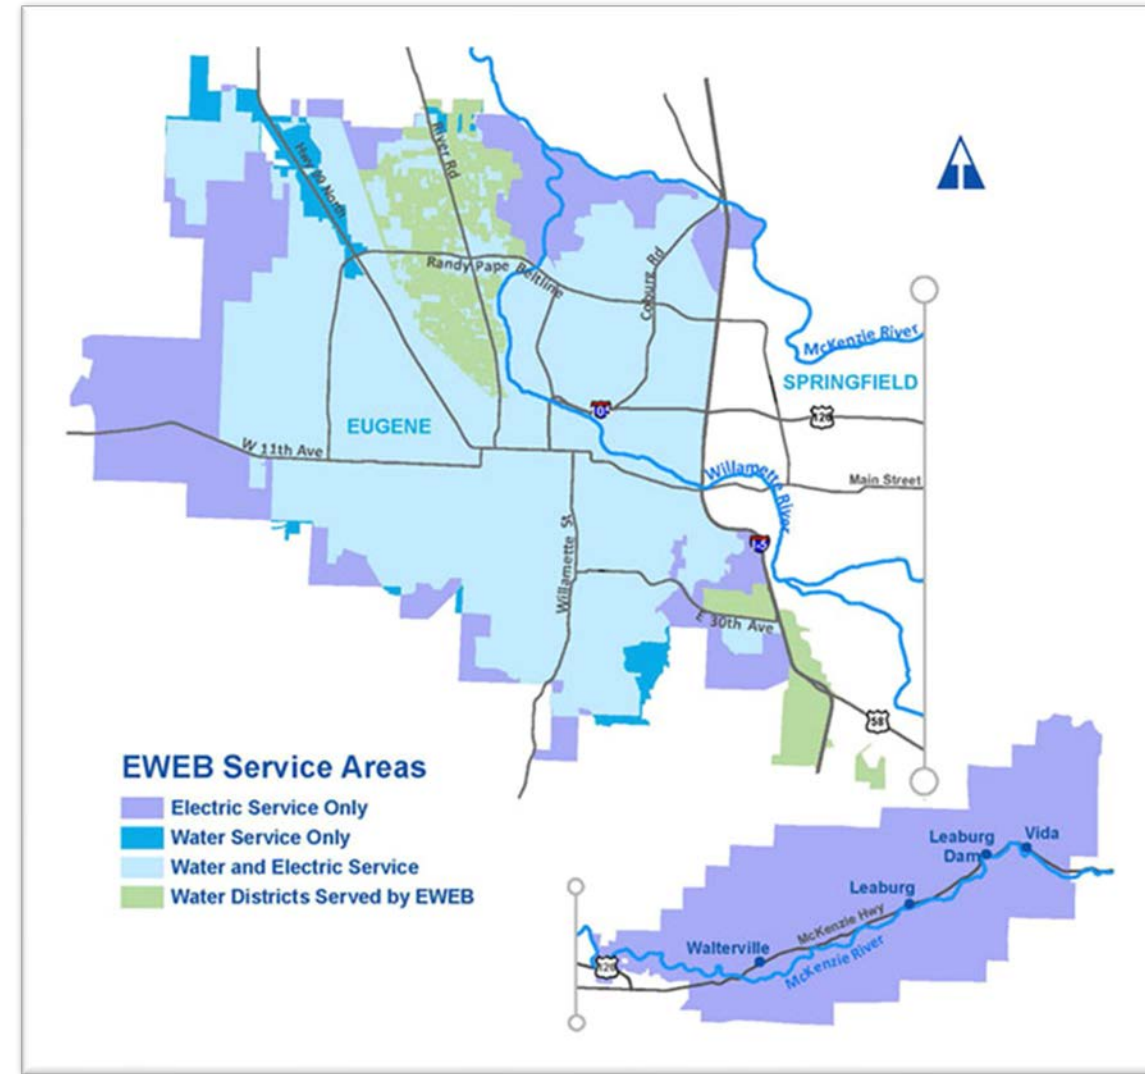 River Rd
Hwy 99 North
Randy Pape Beltline
Coburg Rd
McKenzie River
SPRINGFIELD
105
126
EUGENE
W 11th Ave
Willamette River
Main Street
I-5
Willamette St
E 30th Ave
58
EWEB Service Areas
Electric Service Only
Water Service Only
Water and Electric Service
Water Districts Served by EWEB
Leaburg
Dam
Vida
Leaburg
McKenzie Hwy
Walterville
McKenzie River
126